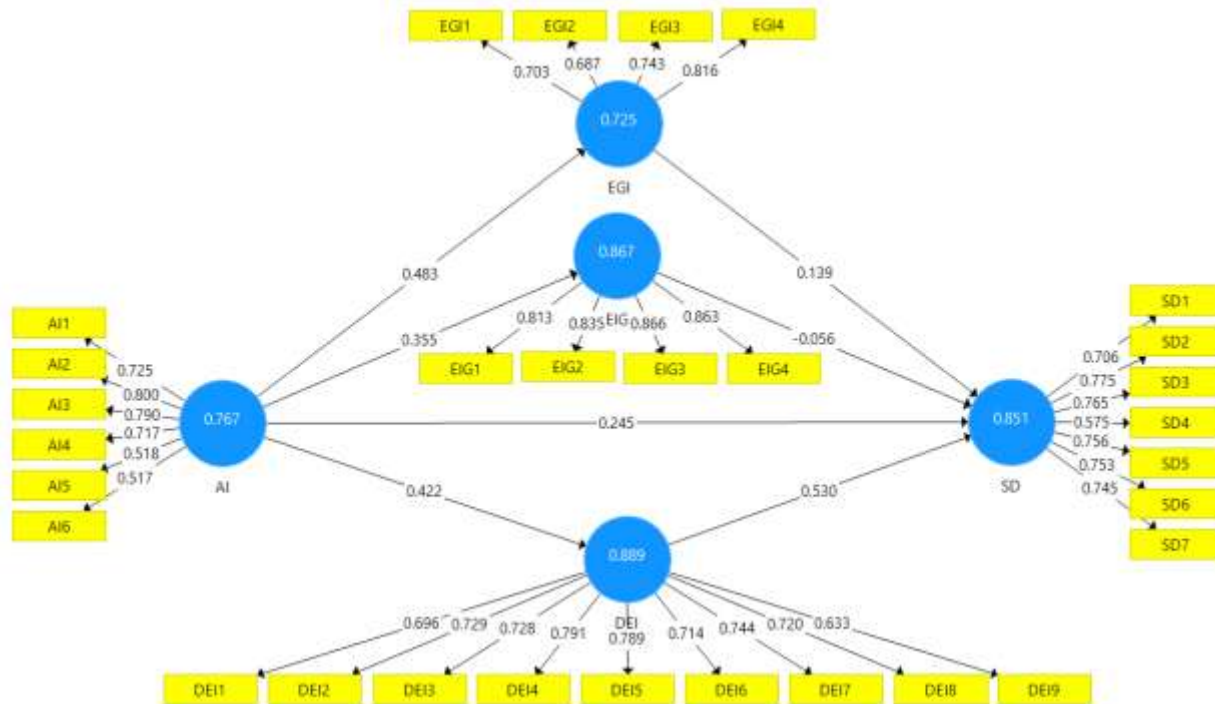 EGI1 EGI2 EGI3 EGI4
0.703 0.687 0.743 0.816
0.725
EGI
0.867
0.483 0.139
EIG
0.813 0.835 0.866 0.863
0.355 -0.056
EIG1 EIG2 EIG3 EIG4
AI1
AI2
AI3
AI4
AI5
AI6
0.725
0.800
0.790
0.717
0.518
0.517
0.767
AI
0.245
0.422
0.530
0.851
SD
0.706
0.775
0.765
0.575
0.756
0.753
0.745
SD1
SD2
SD3
SD4
SD5
SD6
SD7
0.889
DEI
0.696 0.729 0.728 0.791 0.789 0.714 0.744 0.720 0.633
DEI1 DEI2 DEI3 DEI4 DEI5 DEI6 DEI7 DEI8 DEI9